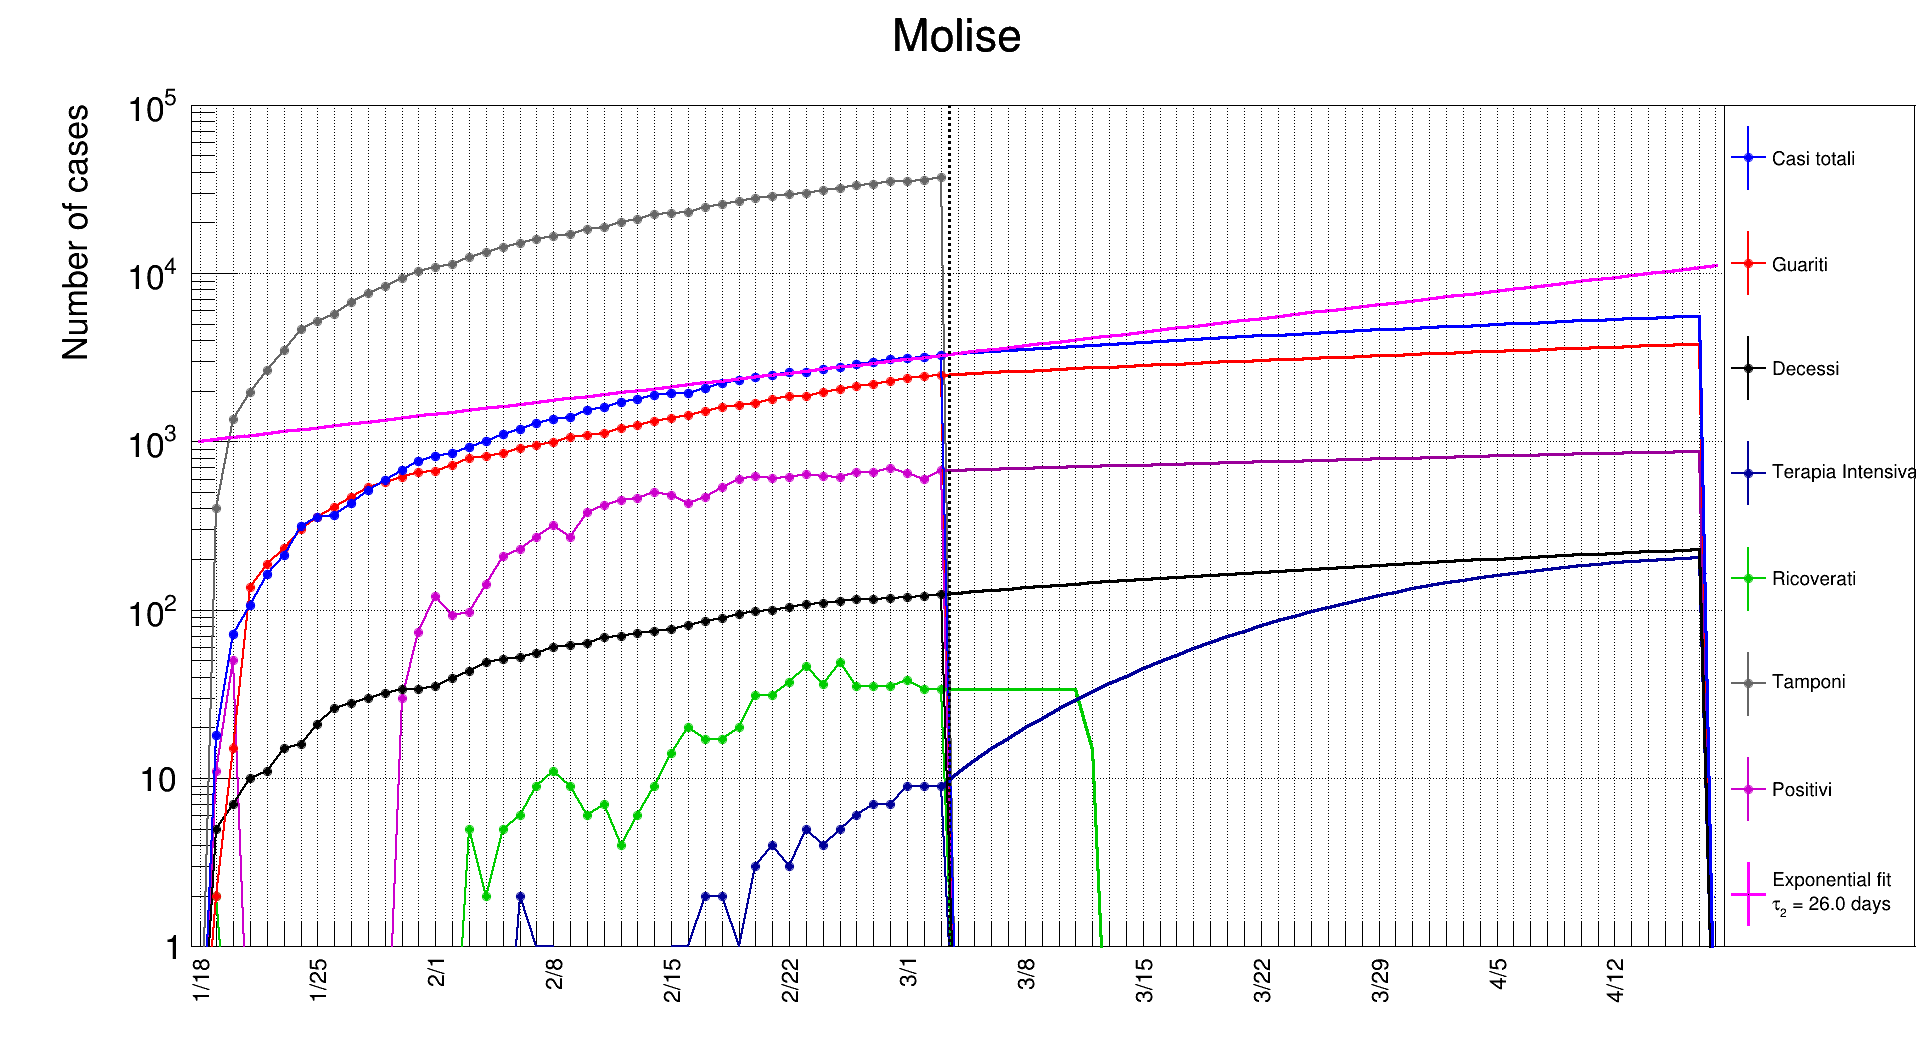 Molise
Number of cases
10^5
10^4
10^3
10^2
10
1
1/18
1/25
2/1
2/8
2/15
2/22
3/1
3/8
3/15
3/22
3/29
4/5
4/12
Casi totali
Guariti
Decessi
Terapia Intensiva
Ricoverati
Tamponi
Positivi
Exponential fit
τ₂ = 26.0 days